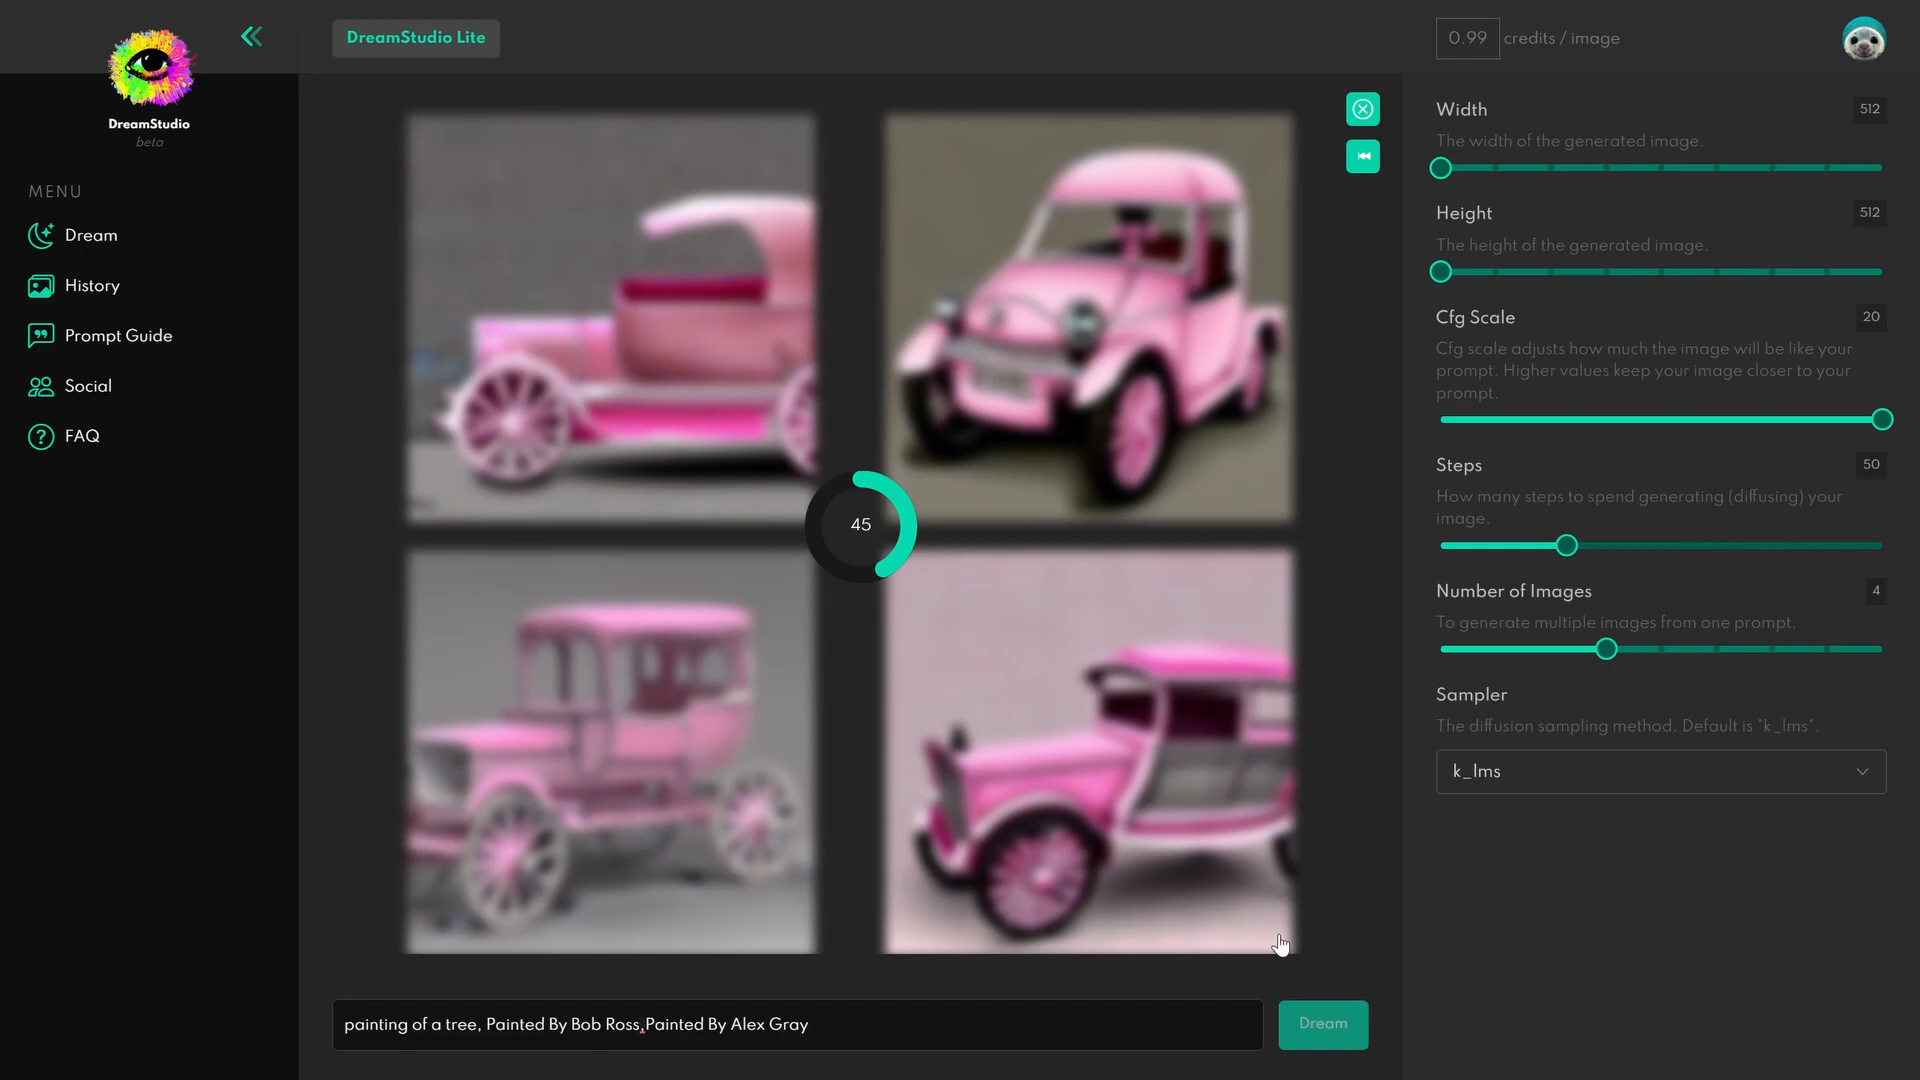 DreamStudio
beta
MENU
Dream
History
Prompt Guide
Social
FAQ
DreamStudio Lite
45
painting of a tree, Painted By Bob Ross,Painted By Alex Gray
Dream
0.99 credits / image
Width 512
The width of the generated image.
Height 512
The height of the generated image.
Cfg Scale 20
Cfg scale adjusts how much the image will be like your
prompt. Higher values keep your image closer to your
prompt.
Steps 50
How many steps to spend generating (diffusing) your
image.
Number of Images 4
To generate multiple images from one prompt.
Sampler
The diffusion sampling method. Default is "k_lms".
k_lms